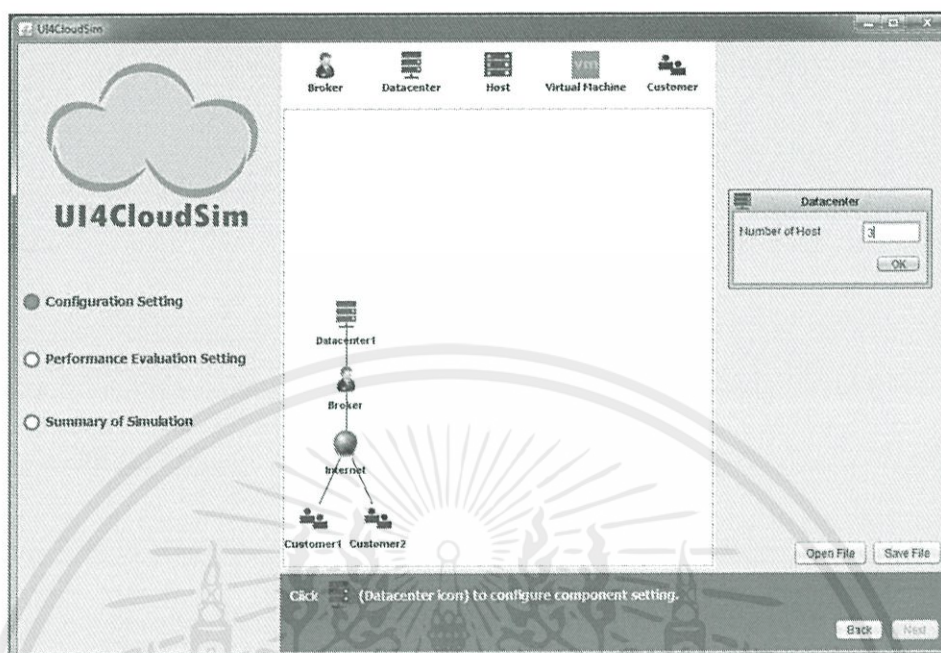 UI4CloudSim
Broker Datacenter Host Virtual Machine Customer
vm
UI4CloudSim
Datacenter
Number of Host 3
OK
Configuration Setting
Performance Evaluation Setting
Summary of Simulation
Datacenter1
Broker
Internet
Customer1 Customer2
Open File Save File
Click (Datacenter icon) to configure component setting.
Back Next